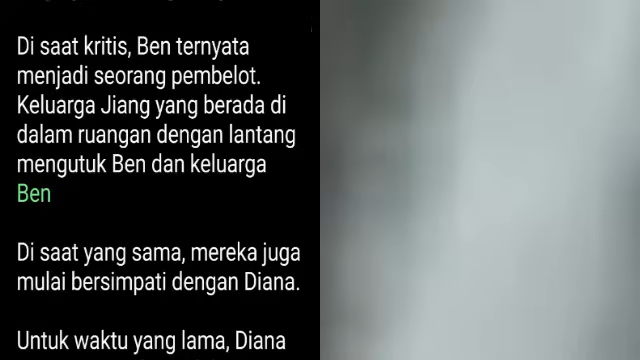 Di saat kritis, Ben ternyata
menjadi seorang pembelot.
Keluarga Jiang yang berada di
dalam ruangan dengan lantang
mengutuk Ben dan keluarga
Ben
Di saat yang sama, mereka juga
mulai bersimpati dengan Diana.
Untuk waktu yang lama, Diana